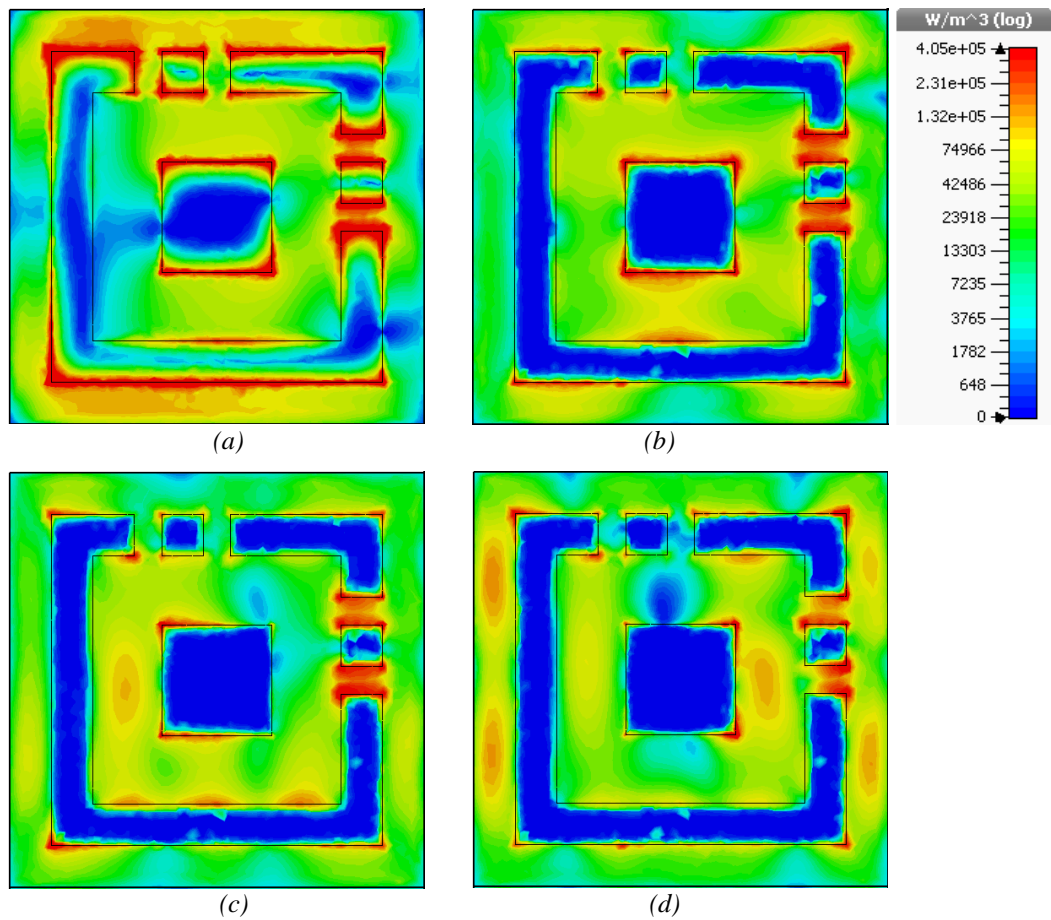 W/m^3 (log)
4.05e+05
2.31e+05
1.32e+05
74966
42486
23918
13303
7235
3765
1782
648
0
(a)
(b)
(c)
(d)